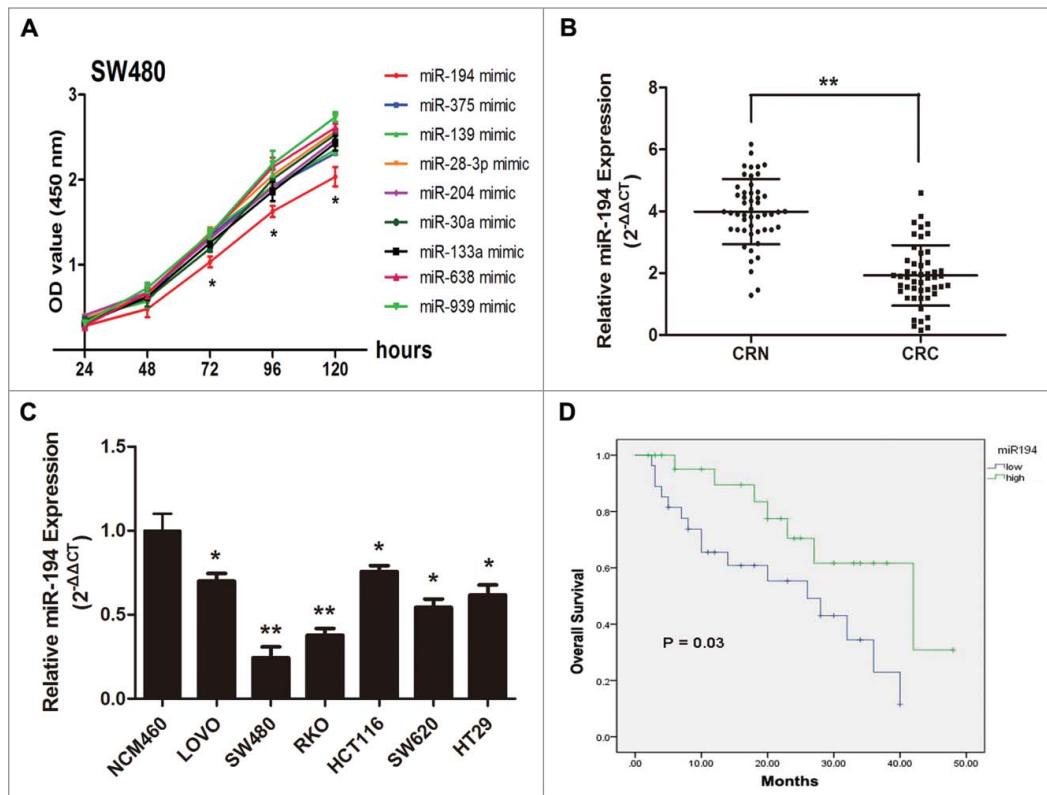 A
SW480
OD value (450 nm)
3
2
1
24 48 72 96 120
hours
*
*
*
miR-194 mimic
miR-375 mimic
miR-139 mimic
miR-28-3p mimic
miR-204 mimic
miR-30a mimic
miR-133a mimic
miR-638 mimic
miR-939 mimic
B
Relative miR-194 Expression
(2-ΔΔCT)
8
6
4
2
0
**
CRN CRC
C
Relative miR-194 Expression
(2-ΔΔCT)
1.5
1.0
0.5
0.0
* ** ** * * *
NCM460 LOVO SW480 RKO HCT116 SW620 HT29
D
Overall Survival
1.0
0.8
0.6
0.4
0.2
0.0
P = 0.03
.00 10.00 20.00 30.00 40.00 50.00
Months
miR194
low
high